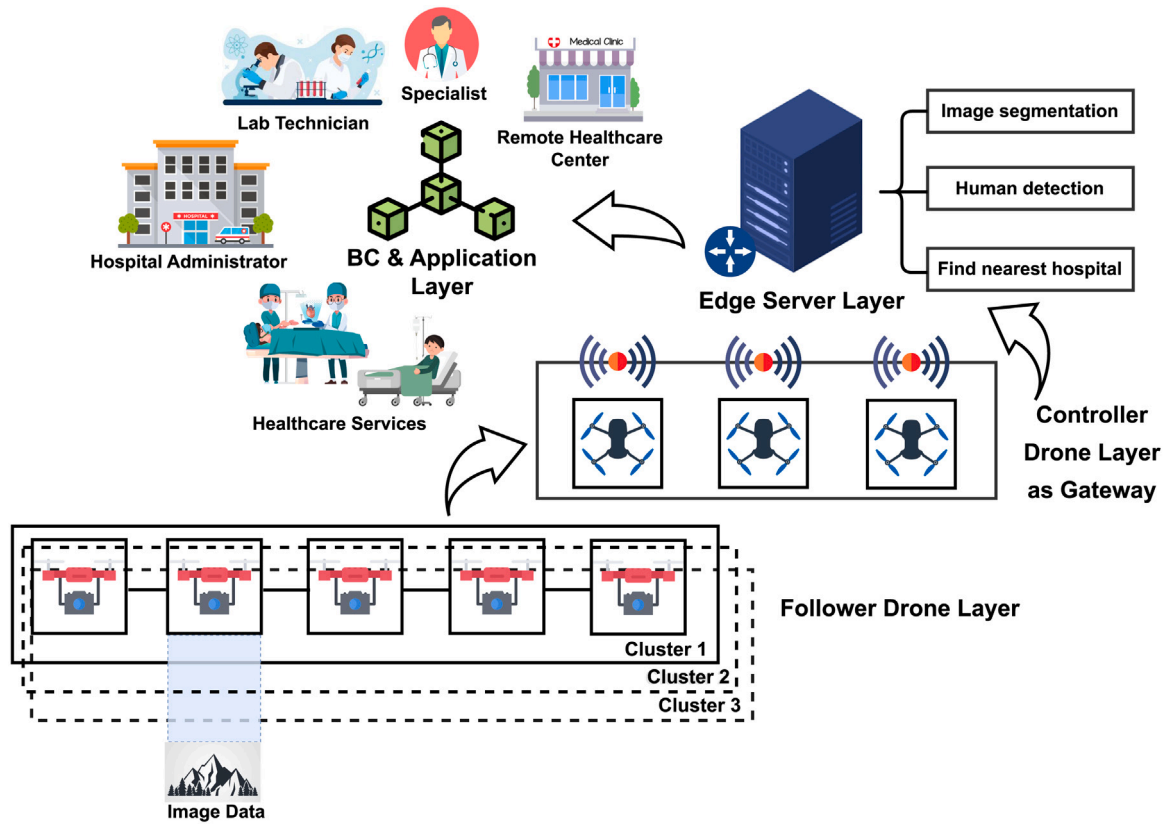 Medical Clinic
Specialist
Lab Technician
Remote Healthcare
Center
HOSPITAL
Hospital Administrator
BC & Application
Layer
Healthcare Services
Image segmentation
Human detection
Find nearest hospital
Edge Server Layer
Controller
Drone Layer
as Gateway
Follower Drone Layer
Cluster 1
Cluster 2
Cluster 3
Image Data